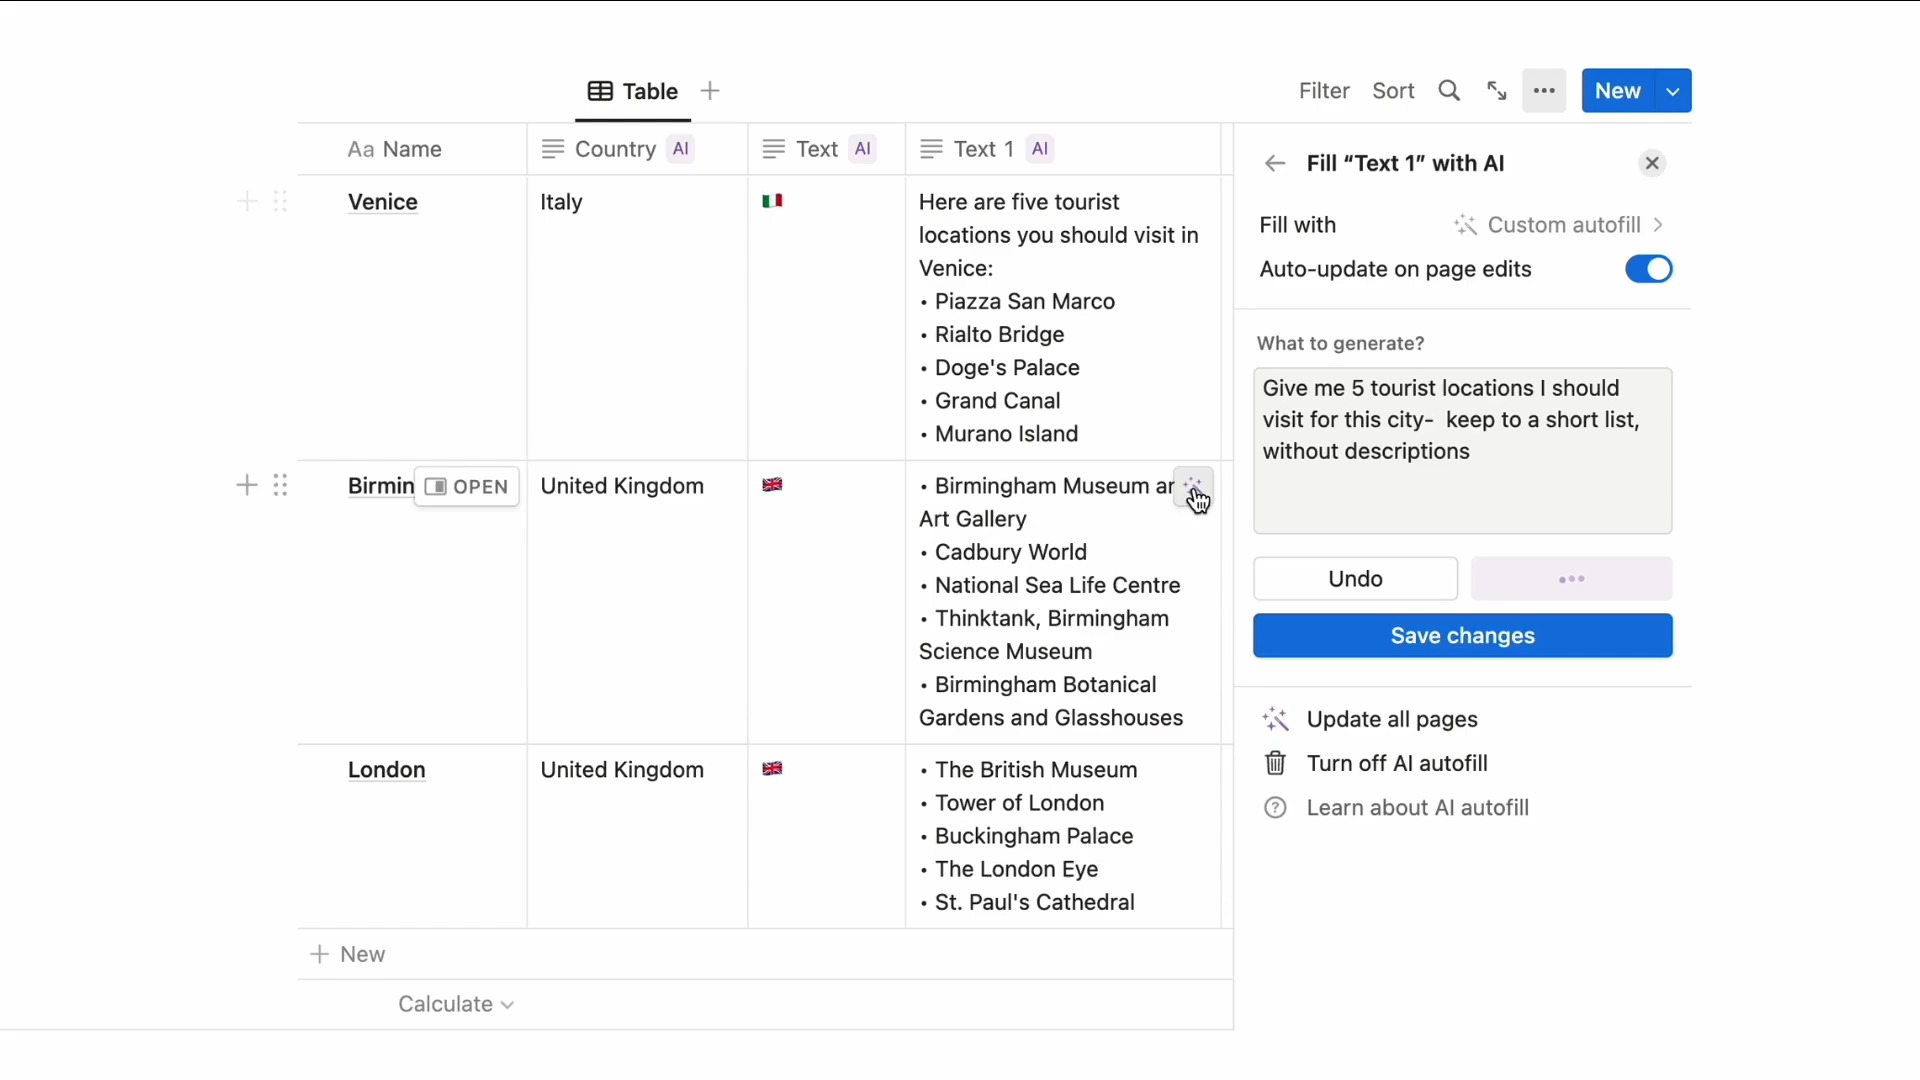 Table
Filter Sort New
Aa Name Country AI Text AI Text 1 AI
Venice
Italy
Here are five tourist
locations you should visit in
Venice:
• Piazza San Marco
• Rialto Bridge
• Doge's Palace
• Grand Canal
• Murano Island
Birmin OPEN
United Kingdom
• Birmingham Museum
Art Gallery
• Cadbury World
• National Sea Life Centre
• Thinktank, Birmingham
Science Museum
• Birmingham Botanical
Gardens and Glasshouses
London
United Kingdom
• The British Museum
• Tower of London
• Buckingham Palace
• The London Eye
• St. Paul's Cathedral
+ New
Calculate
Fill “Text 1” with AI
Fill with Custom autofill
Auto-update on page edits
What to generate?
Give me 5 tourist locations I should
visit for this city- keep to a short list,
without descriptions
Undo
Save changes
Update all pages
Turn off AI autofill
Learn about AI autofill